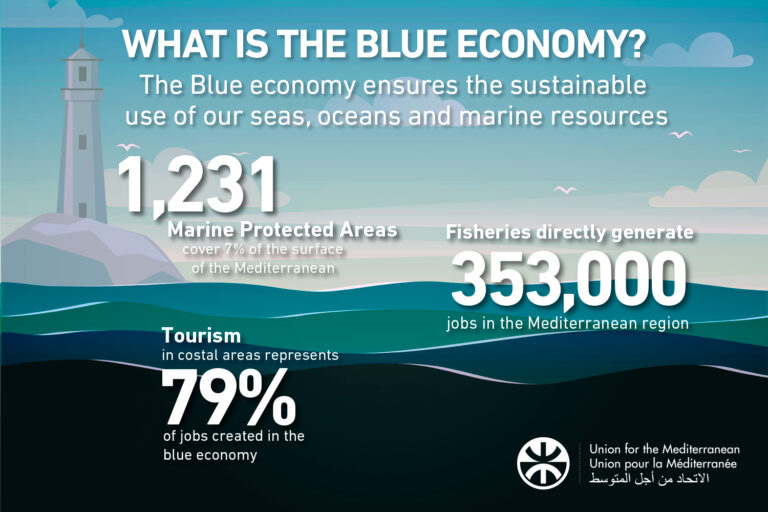 WHAT IS THE BLUE ECONOMY?
The Blue economy ensures the sustainable
use of our seas, oceans and marine resources
1,231
Marine Protected Areas
cover 7% of the surface
of the Mediterranean
Fisheries directly generate
353,000
jobs in the Mediterranean region
Tourism
in costal areas represents
79%
of jobs created in the
blue economy
Union for the Mediterranean
Union pour la Méditerranée
الاتحاد من أجل المتوسط